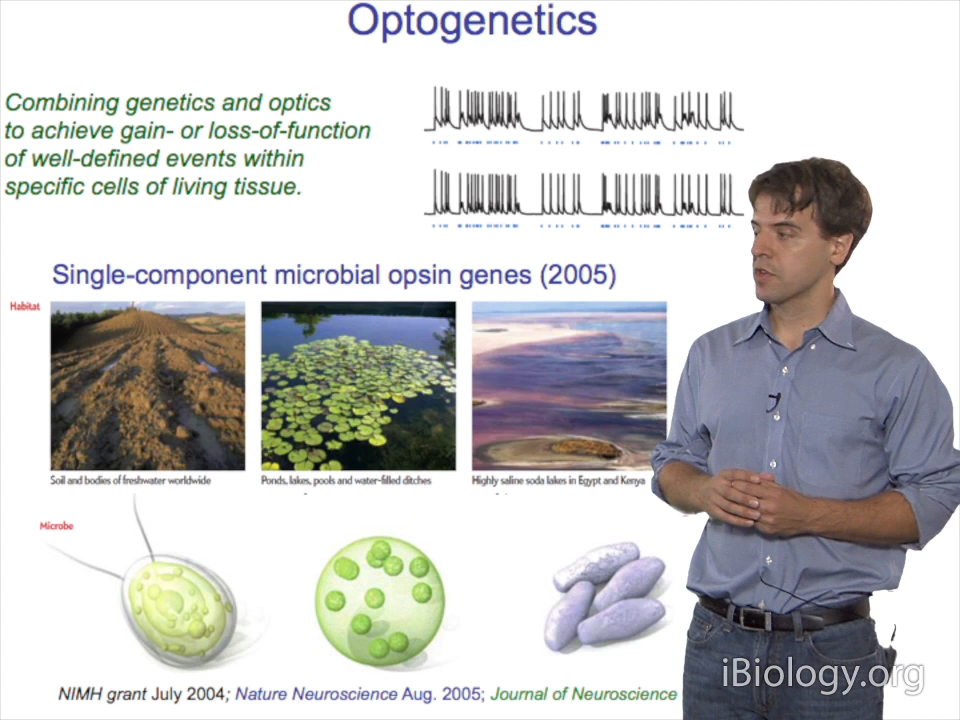 Optogenetics
Combining genetics and optics
to achieve gain- or loss-of-function
of well-defined events within
specific cells of living tissue.
Single-component microbial opsin genes (2005)
Habitat
Soil and bodies of freshwater worldwide
Ponds, lakes, pools and water-filled ditches
Highly saline soda lakes in Egypt and Kenya
Microbe
NIMH grant July 2004; Nature Neuroscience Aug. 2005; Journal of Neuroscience
iBiology.org